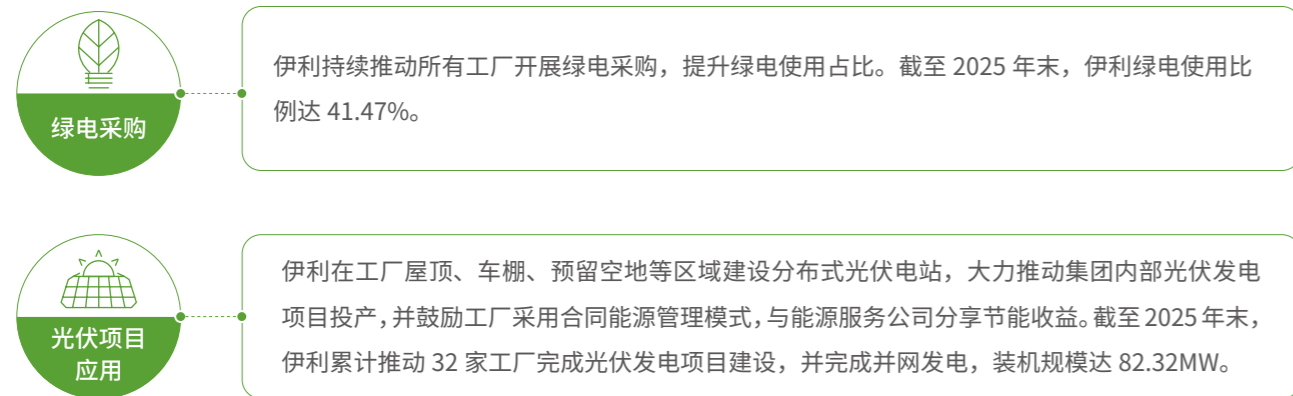 绿电采购
伊利持续推动所有工厂开展绿电采购，提升绿电使用占比。截至 2025 年末，伊利绿电使用比
例达 41.47%。
光伏项目
应用
伊利在工厂屋顶、车棚、预留空地等区域建设分布式光伏电站，大力推动集团内部光伏发电
项目投产，并鼓励工厂采用合同能源管理模式，与能源服务公司分享节能收益。截至 2025 年末，
伊利累计推动 32 家工厂完成光伏发电项目建设，并完成并网发电，装机规模达 82.32MW。